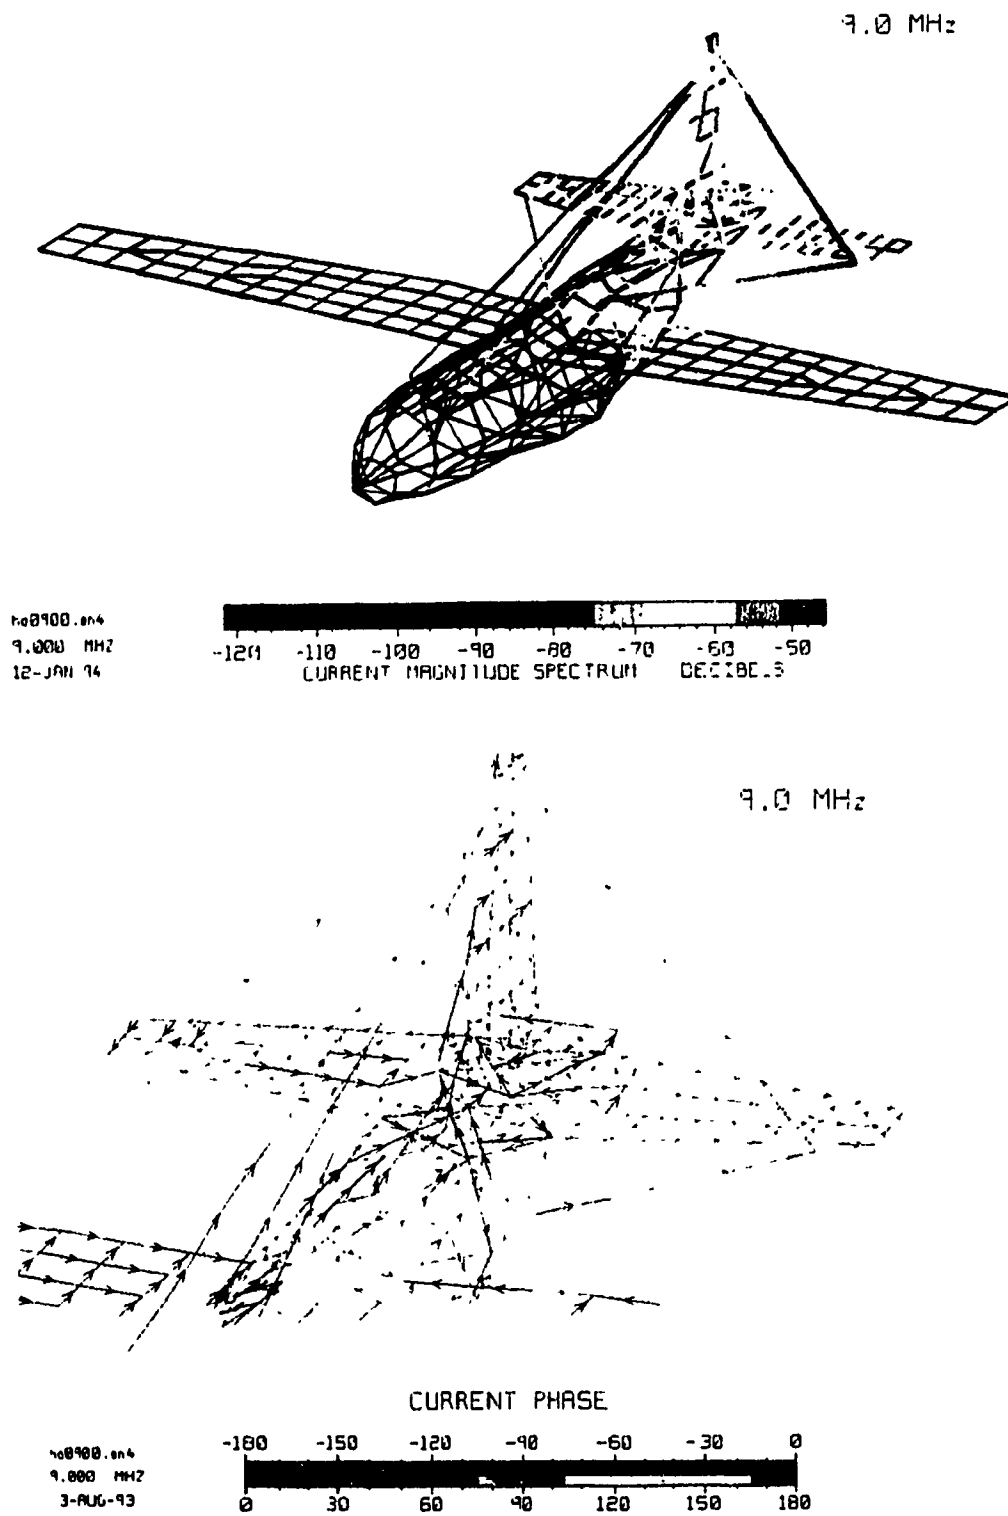 9.0 MHz
ha0900.en4
9.000 MHZ
12-JAN 94
-120 -110 -100 -90 -80 -70 -60 -50
CURRENT MAGNITUDE SPECTRUM DECIBELS
9.0 MHz
CURRENT PHASE
ha0900.en4
9.000 MHZ
3-AUG-93
-180 -150 -120 -90 -60 -30 0
0 30 60 90 120 150 180